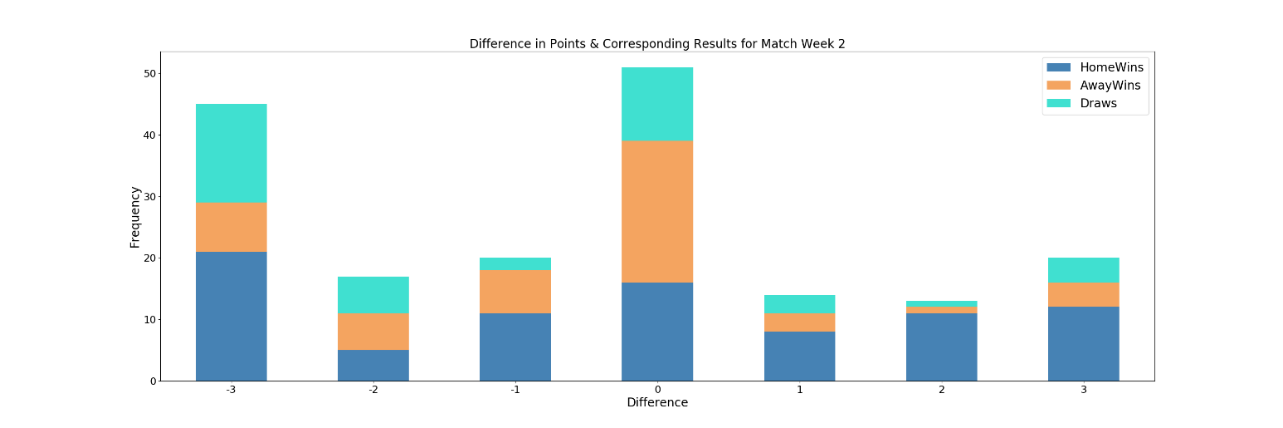 Difference in Points & Corresponding Results for Match Week 2
HomeWins
AwayWins
Draws
Frequency
50
40
30
20
10
0
-3 -2 -1 0 1 2 3
Difference